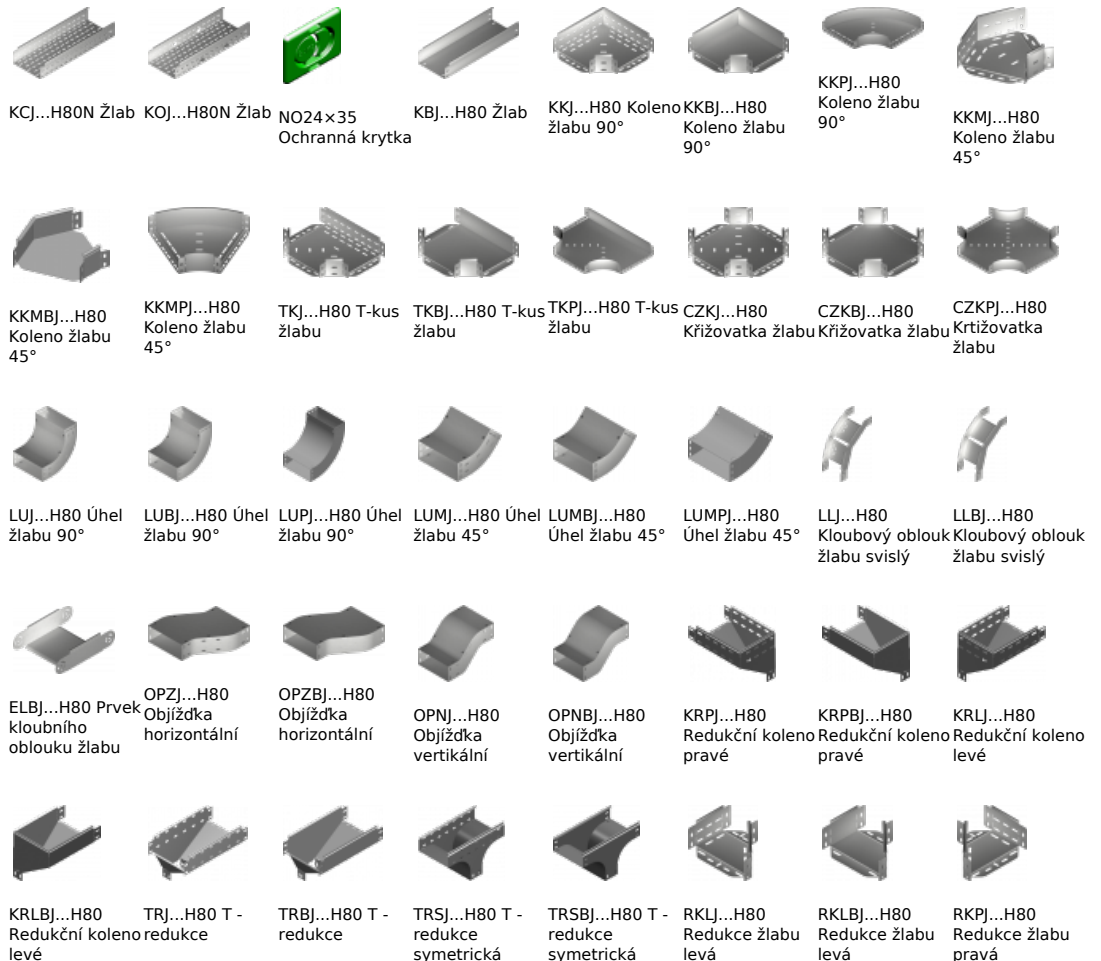 KCJ...H80N Žlab
KOJ...H80N Žlab
NO24×35
Ochranná krytka
KBJ...H80 Žlab
KKJ...H80 Koleno
žlabu 90°
KKBJ...H80
Koleno žlabu
90°
KKPJ...H80
Koleno žlabu
90°
KKMJ...H80
Koleno žlabu
45°
KKMBJ...H80
Koleno žlabu
45°
KKMPJ...H80
Koleno žlabu
45°
TKJ...H80 T-kus
žlabu
TKBJ...H80 T-kus
žlabu
TKPJ...H80 T-kus
žlabu
CZKJ...H80
Křižovatka žlabu
CZKBJ...H80
Křižovatka žlabu
CZKPJ...H80
Krtižovatka
žlabu
LUJ...H80 Úhel
žlabu 90°
LUBJ...H80 Úhel
žlabu 90°
LUPJ...H80 Úhel
žlabu 90°
LUMJ...H80 Úhel
žlabu 45°
LUMBJ...H80
Úhel žlabu 45°
LUMPJ...H80
Úhel žlabu 45°
LLJ...H80
Kloubový oblouk
žlabu svislý
LLBJ...H80
Kloubový oblouk
žlabu svislý
ELBJ...H80 Prvek
kloubního
oblouku žlabu
OPZJ...H80
Objížďka
horizontální
OPZBJ...H80
Objížďka
horizontální
OPNJ...H80
Objížďka
vertikální
OPNBJ...H80
Objížďka
vertikální
KRPJ...H80
Redukční koleno
pravé
KRPBJ...H80
Redukční koleno
pravé
KRLJ...H80
Redukční koleno
levé
KRLBJ...H80
Redukční koleno
levé
TRJ...H80 T -
redukce
TRBJ...H80 T -
redukce
TRSJ...H80 T -
redukce
symetrická
TRSBJ...H80 T -
redukce
symetrická
RKLJ...H80
Redukce žlabu
levá
RKLBJ...H80
Redukce žlabu
levá
RKPJ...H80
Redukce žlabu
pravá